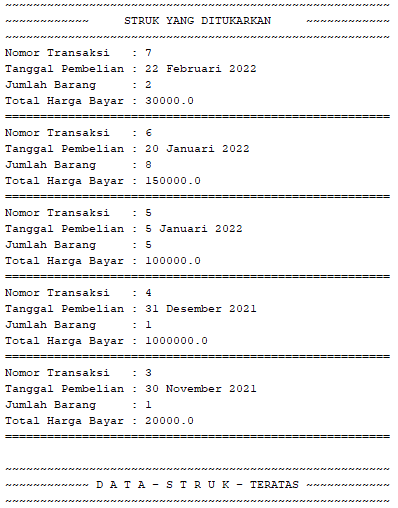 ~~~~~~~~~~~~~~~~~~~~~~~~~~~~~~~~~~~~~~~~~~~~~~~~~~~~~~~
~~~~~~~~~~~~     STRUK YANG DITUKARKAN     ~~~~~~~~~~~~
~~~~~~~~~~~~~~~~~~~~~~~~~~~~~~~~~~~~~~~~~~~~~~~~~~~~~~~
Nomor Transaksi   : 7
Tanggal Pembelian : 22 Februari 2022
Jumlah Barang     : 2
Total Harga Bayar : 30000.0
=======================================================
Nomor Transaksi   : 6
Tanggal Pembelian : 20 Januari 2022
Jumlah Barang     : 8
Total Harga Bayar : 150000.0
=======================================================
Nomor Transaksi   : 5
Tanggal Pembelian : 5 Januari 2022
Jumlah Barang     : 5
Total Harga Bayar : 100000.0
=======================================================
Nomor Transaksi   : 4
Tanggal Pembelian : 31 Desember 2021
Jumlah Barang     : 1
Total Harga Bayar : 1000000.0
=======================================================
Nomor Transaksi   : 3
Tanggal Pembelian : 30 November 2021
Jumlah Barang     : 1
Total Harga Bayar : 20000.0
=======================================================
~~~~~~~~~~~~~~~~~~~~~~~~~~~~~~~~~~~~~~~~~~~~~~~~~~~~~~~
~~~~~~~~~~~~ D A T A - S T R U K - TERATAS ~~~~~~~~~~~~
~~~~~~~~~~~~~~~~~~~~~~~~~~~~~~~~~~~~~~~~~~~~~~~~~~~~~~~